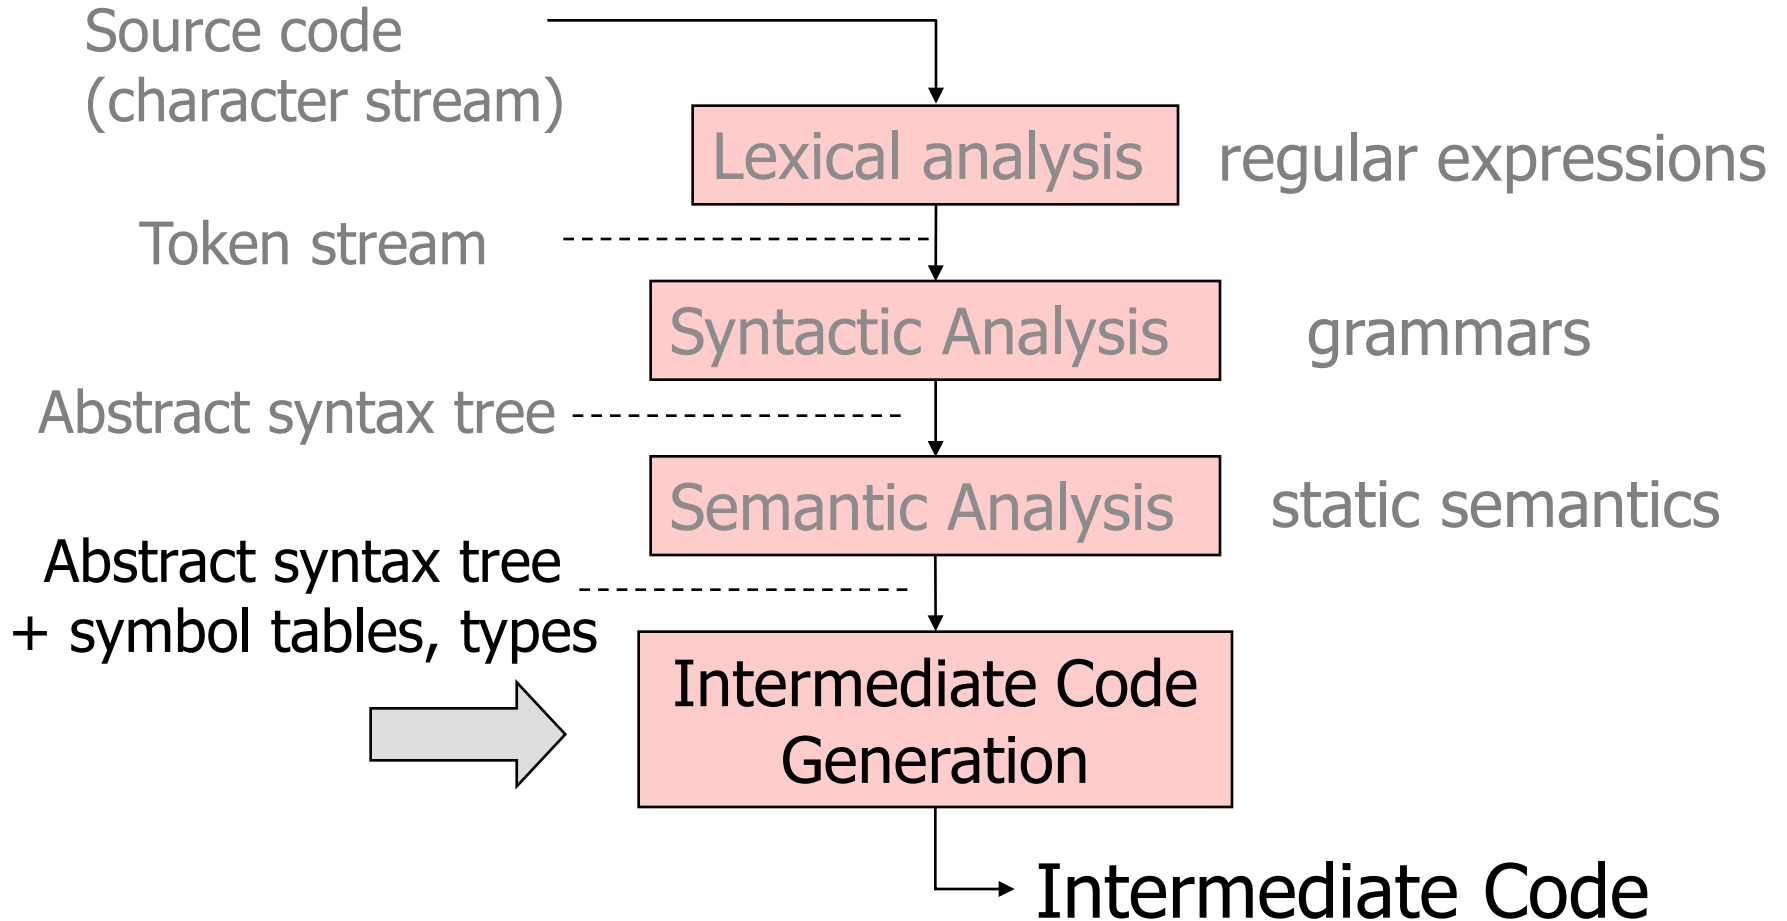 Source code
(character stream)
Lexical analysis
regular expressions
Token stream
Syntactic Analysis
grammars
Abstract syntax tree
Semantic Analysis
static semantics
Abstract syntax tree
+ symbol tables, types
Intermediate Code
Generation
Intermediate Code